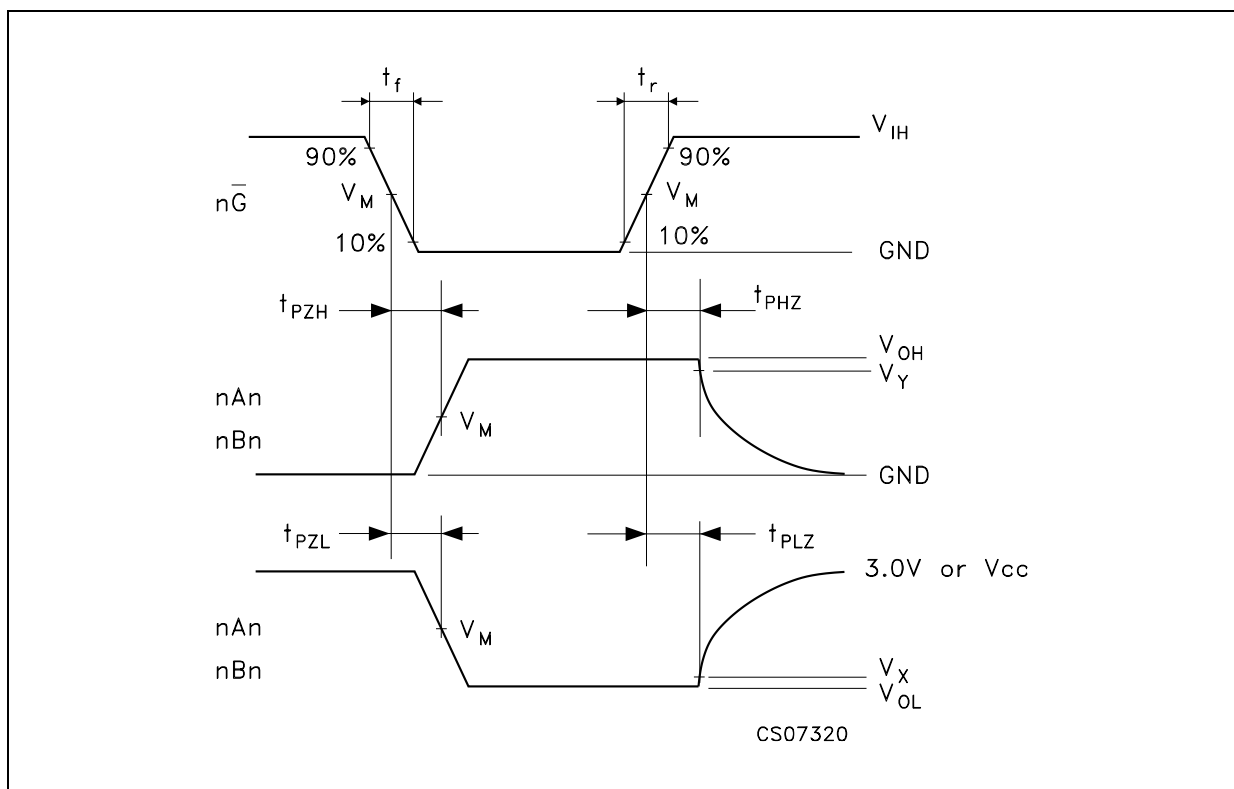 tf
tr
VIH
90%
90%
nG̅
VM
VM
10%
10%
GND
tPZH
tPHZ
VOH
VY
nAn
VM
nBn
GND
tPZL
tPLZ
3.0V or Vcc
nAn
VM
nBn
VX
VOL
CS07320